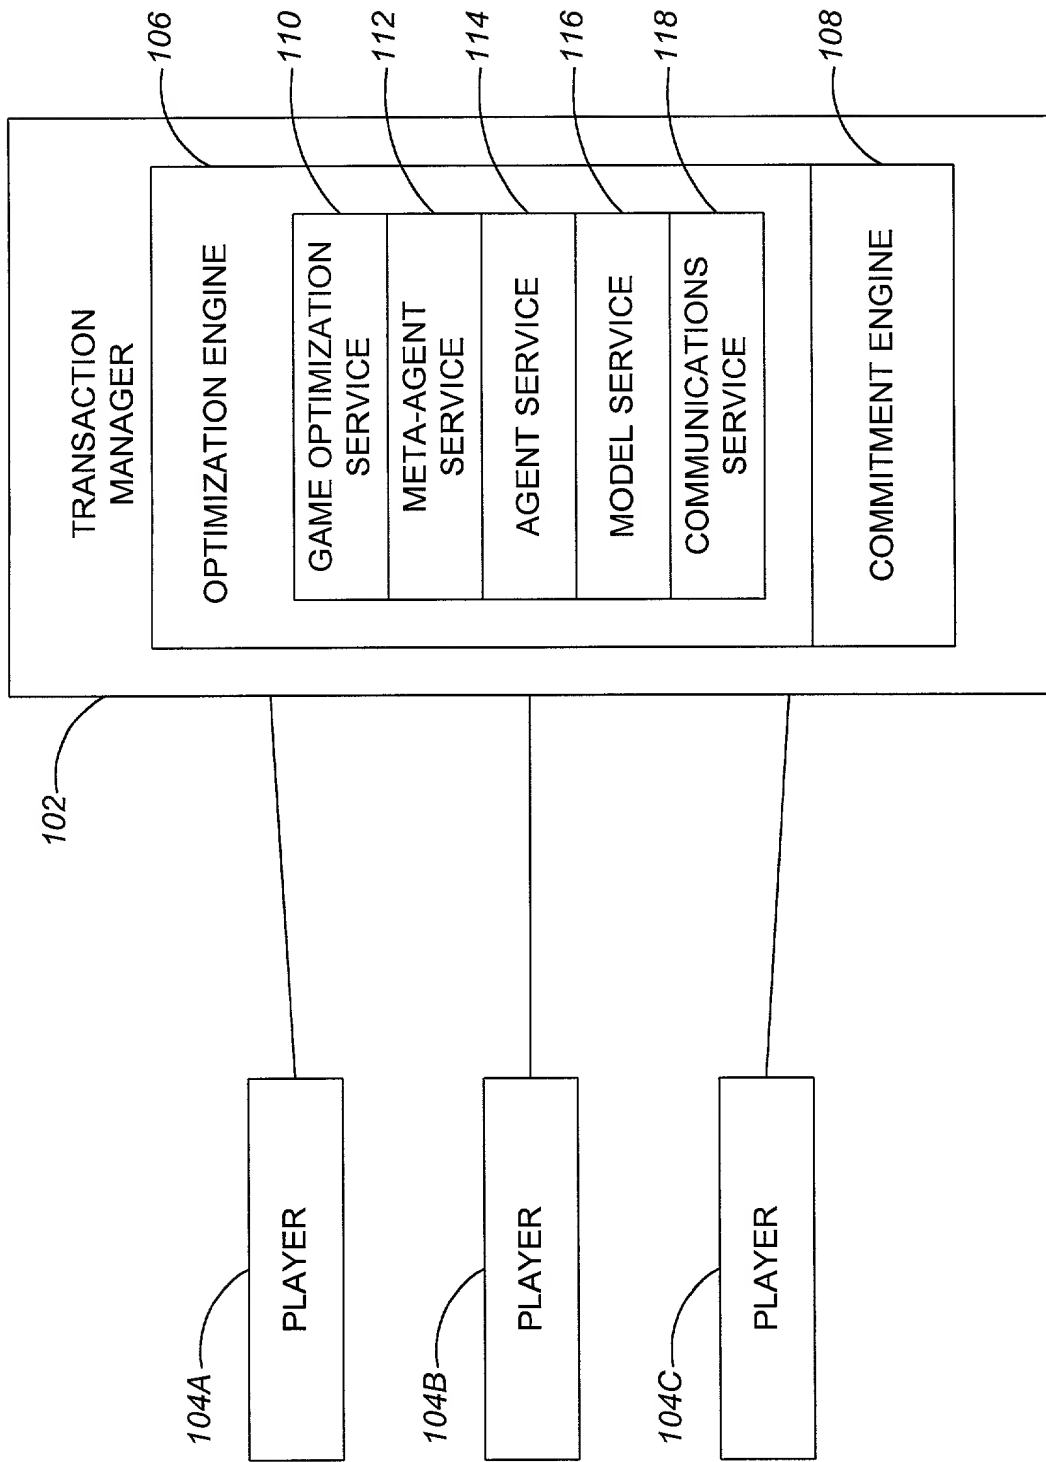 TRANSACTION
MANAGER
102
OPTIMIZATION ENGINE
106
GAME OPTIMIZATION
SERVICE
110
META-AGENT
SERVICE
112
AGENT SERVICE
114
MODEL SERVICE
116
COMMUNICATIONS
SERVICE
118
COMMITMENT ENGINE
108
104A
PLAYER
104B
PLAYER
104C
PLAYER